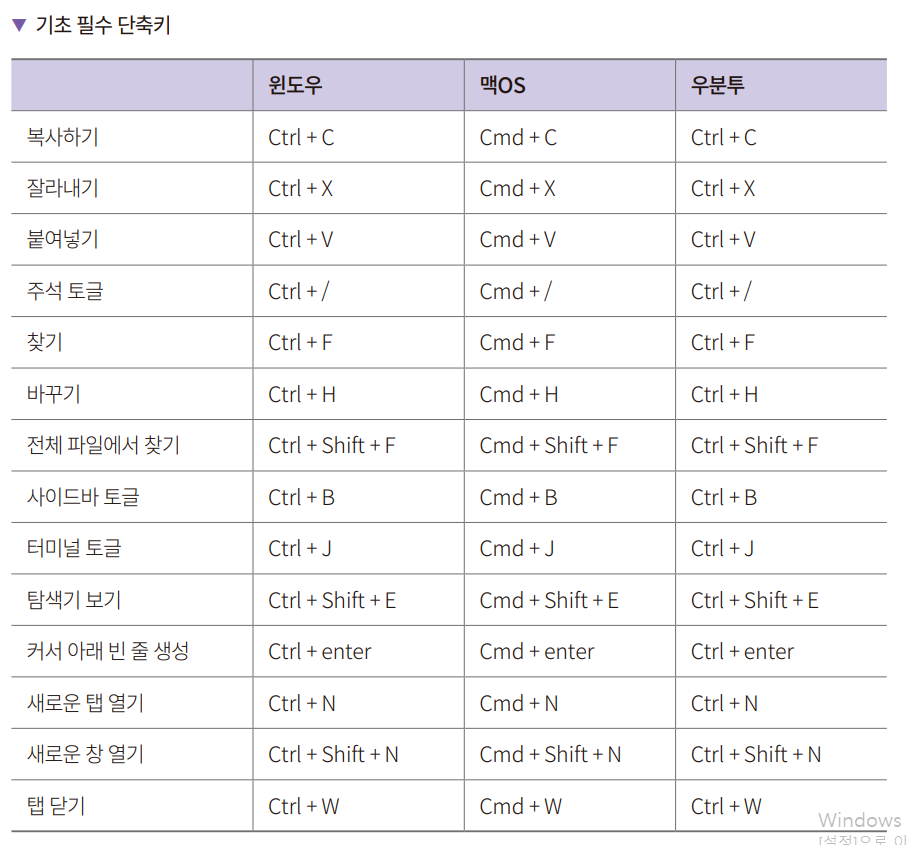 ▼ 기초 필수 단축키
윈도우 맥OS 우분투
복사하기 Ctrl + C Cmd + C Ctrl + C
잘라내기 Ctrl + X Cmd + X Ctrl + X
붙여넣기 Ctrl + V Cmd + V Ctrl + V
주석 토글 Ctrl + / Cmd + / Ctrl + /
찾기 Ctrl + F Cmd + F Ctrl + F
바꾸기 Ctrl + H Cmd + H Ctrl + H
전체 파일에서 찾기 Ctrl + Shift + F Cmd + Shift + F Ctrl + Shift + F
사이드바 토글 Ctrl + B Cmd + B Ctrl + B
터미널 토글 Ctrl + J Cmd + J Ctrl + J
탐색기 보기 Ctrl + Shift + E Cmd + Shift + E Ctrl + Shift + E
커서 아래 빈 줄 생성 Ctrl + enter Cmd + enter Ctrl + enter
새로운 탭 열기 Ctrl + N Cmd + N Ctrl + N
새로운 창 열기 Ctrl + Shift + N Cmd + Shift + N Ctrl + Shift + N
탭 닫기 Ctrl + W Cmd + W Ctrl + W
Windows
[설정]으로 이